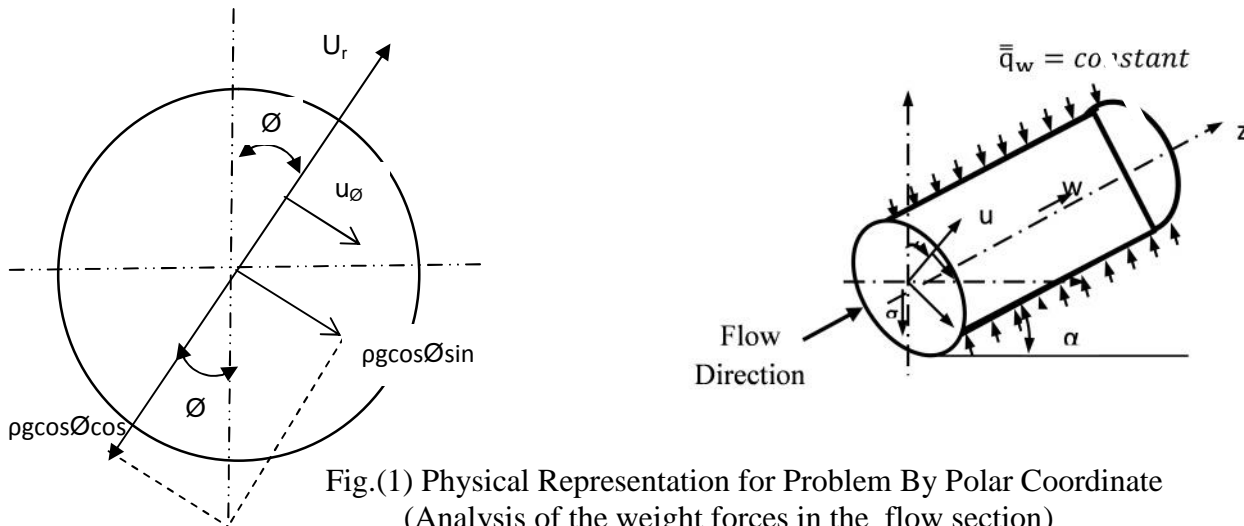 Uᵣ
Ø
u_Ø
ρgcosØsin
Ø
ρgcosØcos
q̿_w = constant
z
w
u
α
Flow
Direction
Fig.(1) Physical Representation for Problem By Polar Coordinate
(Analysis of the weight forces in the flow section)